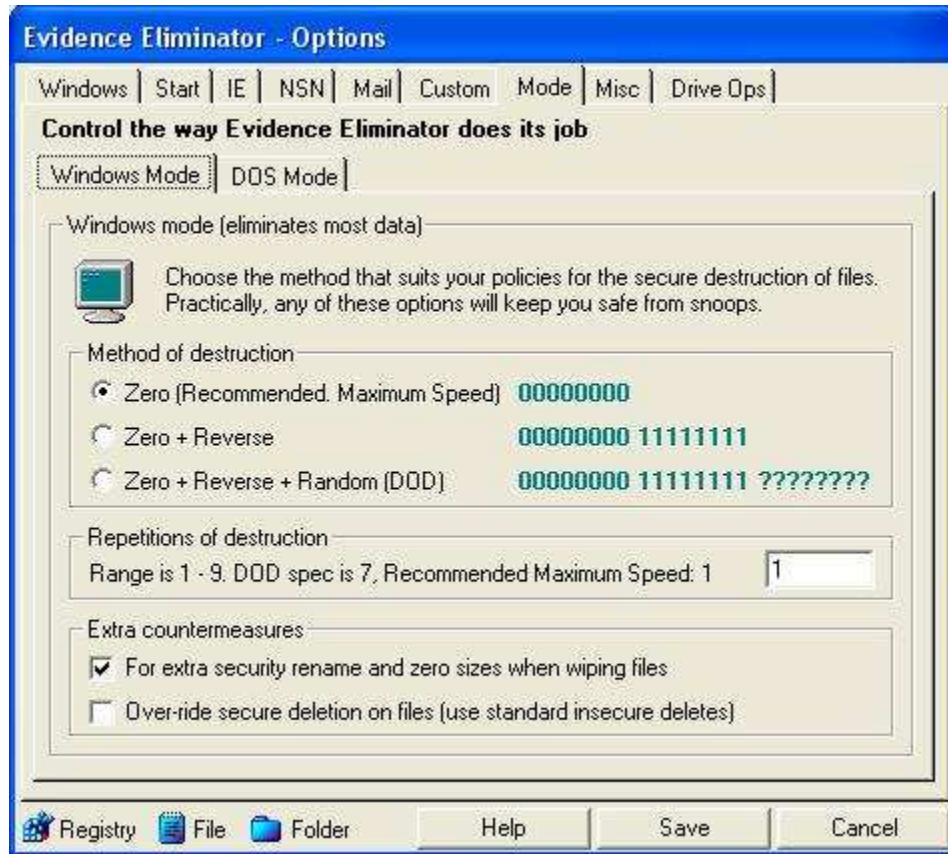 Evidence Eliminator - Options
Windows Start IE NSN Mail Custom Mode Misc Drive Ops
Control the way Evidence Eliminator does its job
Windows Mode DOS Mode
Windows mode (eliminates most data)
Choose the method that suits your policies for the secure destruction of files.
Practically, any of these options will keep you safe from snoops.
Method of destruction
Zero (Recommended. Maximum Speed) 00000000
Zero + Reverse 00000000 11111111
Zero + Reverse + Random (DOD) 00000000 11111111 ????????
Repetitions of destruction
Range is 1 - 9. DOD spec is 7, Recommended Maximum Speed: 1 1
Extra countermeasures
For extra security rename and zero sizes when wiping files
Over-ride secure deletion on files (use standard insecure deletes)
Registry File Folder Help Save Cancel